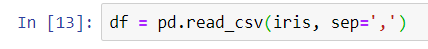 In [13]: df = pd.read_csv(iris, sep=',')